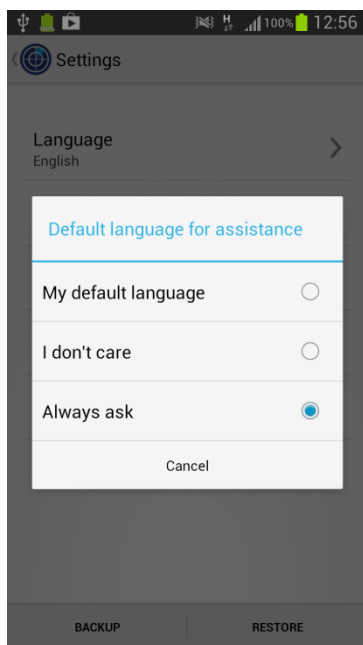 H 100% 12:56
Settings
Language
English
Default language for assistance
My default language
I don't care
Always ask
Cancel
BACKUP RESTORE